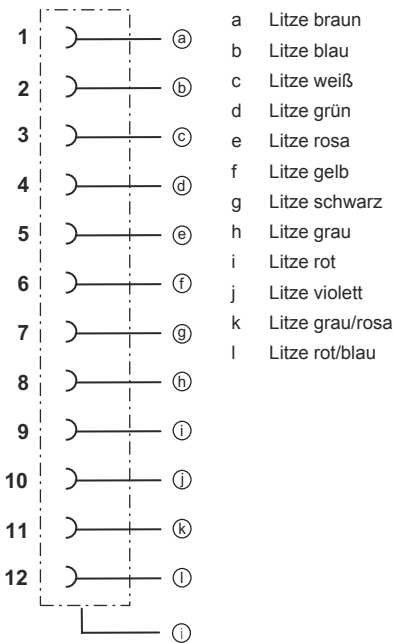 1 a
2 b
3 c
4 d
5 e
6 f
7 g
8 h
9 i
10 j
11 k
12 l
i
a Litze braun
b Litze blau
c Litze weiß
d Litze grün
e Litze rosa
f Litze gelb
g Litze schwarz
h Litze grau
i Litze rot
j Litze violett
k Litze grau/rosa
l Litze rot/blau